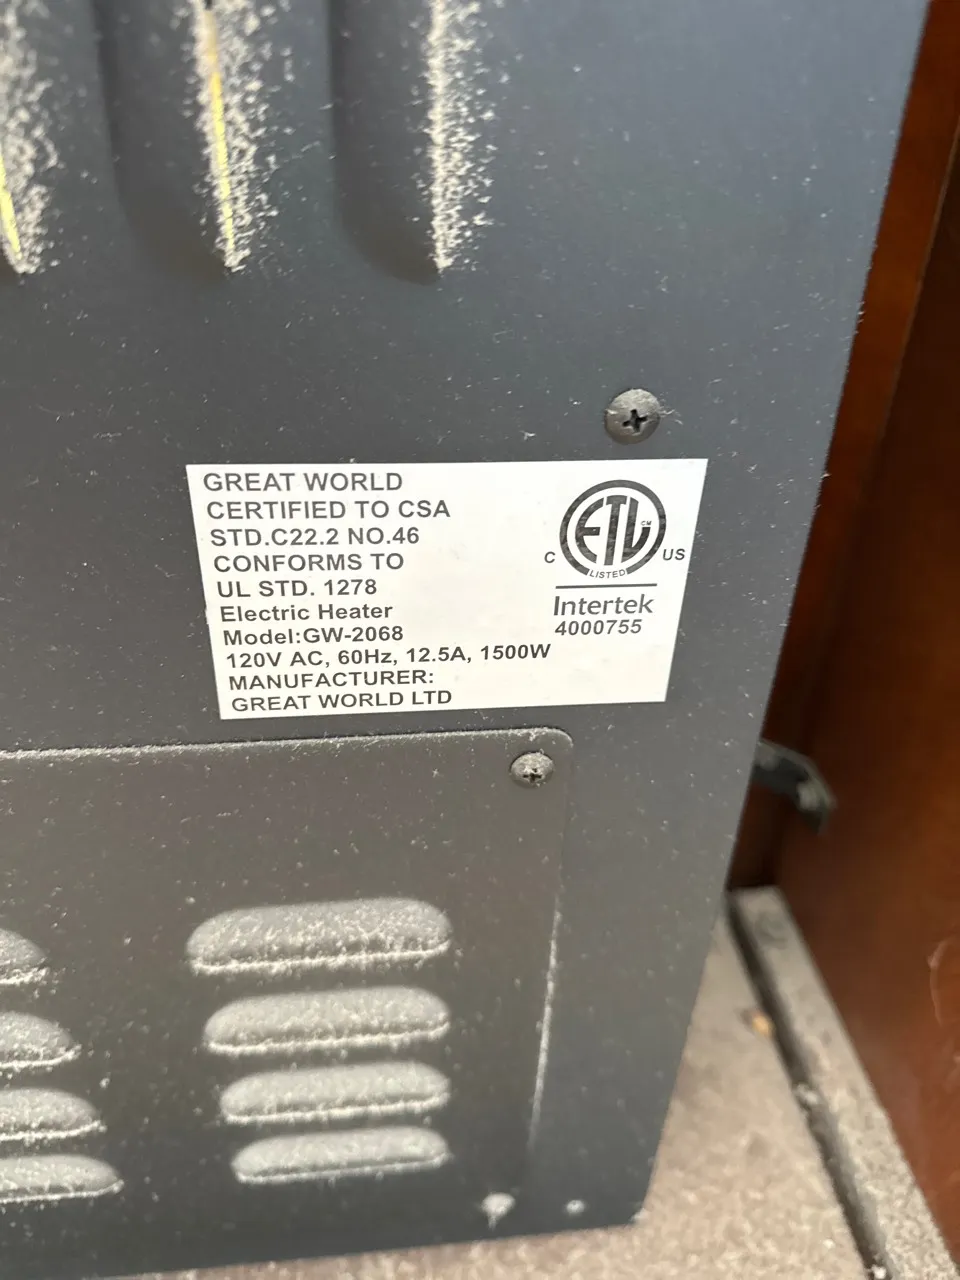 GREAT WORLD
CERTIFIED TO CSA
STD.C22.2 NO.46
CONFORMS TO
UL STD. 1278
Electric Heater
Model:GW-2068
120V AC, 60Hz, 12.5A, 1500W
MANUFACTURER:
GREAT WORLD LTD
ETL CM
C LISTED US
Intertek
4000755